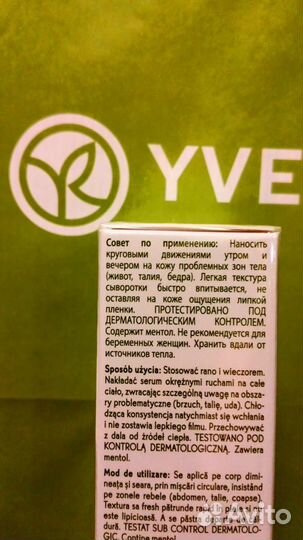 YVE
Совет по применению: Наносить
круговыми движениями утром и
вечером на кожу проблемных зон тела
(живот, талия, бедра). Легкая текстура
сыворотки быстро впитывается, не
оставляя на коже ощущения липкой
пленки. ПРОТЕСТИРОВАНО ПОД
ДЕРМАТОЛОГИЧЕСКИМ КОНТРОЛЕМ.
Содержит ментол. Не рекомендуется для
беременных женщин. Хранить вдали от
источников тепла.
Sposób użycia: Stosować rano i wieczorem.
Nakładać serum okrężnymi ruchami na całe
ciało, zwracając szczególną uwagę na obsza-
ry problematyczne (brzuch, talię, uda). Chło-
dząca konsystencja natychmiast się wchłania
i nie zostawia lepkiego filmu. Przechowywać
z dala od źródeł ciepła. TESTOWANO POD
KONTROLĄ DERMATOLOGICZNĄ. Zawiera
mentol.
Mod de utilizare: Se aplică pe corp dimi-
neața și seara, prin mișcări circulare, insistând
pe zonele rebele (abdomen, talie, coapse).
Textura sa fresh pătrunde
este lipicioasă. A se păstra
dură. TESTAT SUB CONTROL DERMATOLO-
GIC. Conține mentol.
Avito